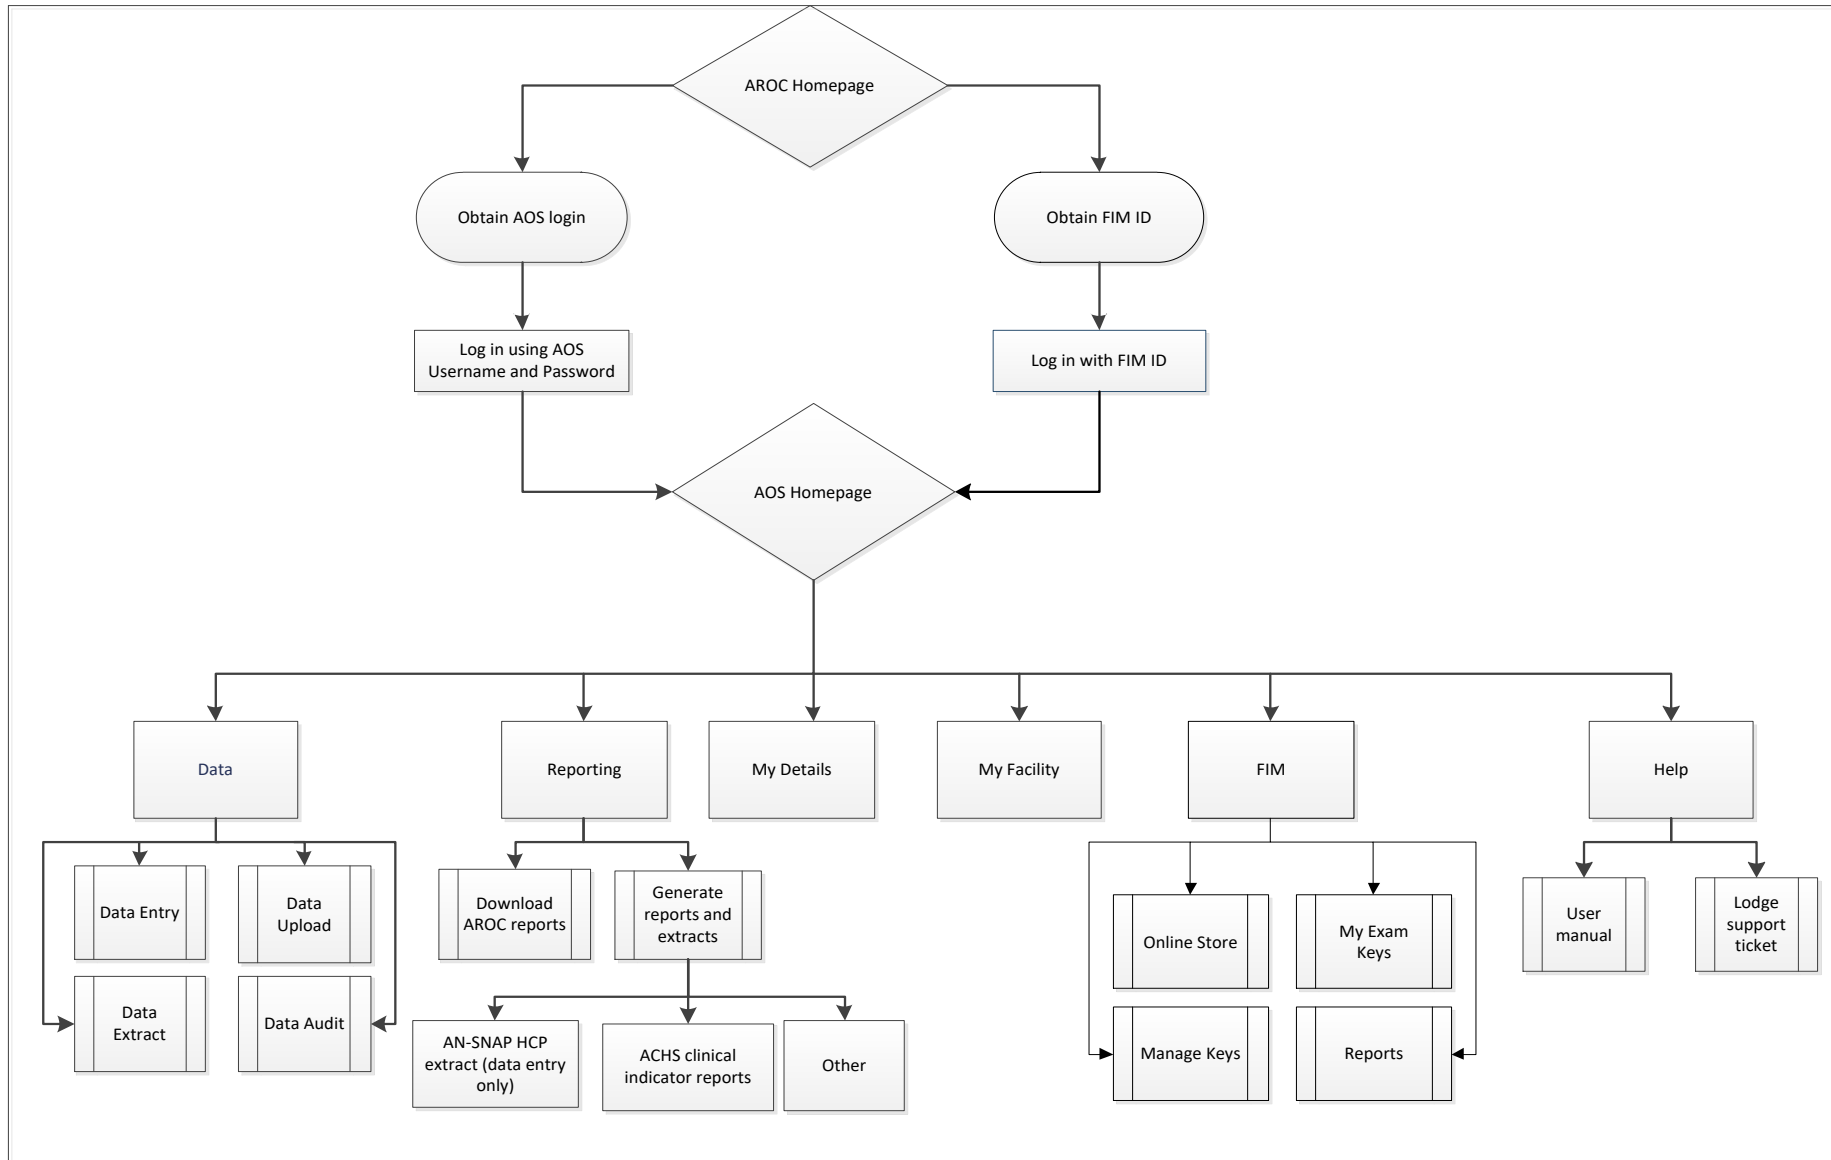 AROC Homepage
Obtain AOS login
Obtain FIM ID
Log in using AOS
Username and Password
Log in with FIM ID
AOS Homepage
Data
Reporting
My Details
My Facility
FIM
Help
Data Entry
Data
Upload
Data
Extract
Data Audit
Download
AROC reports
Generate
reports and
extracts
AN-SNAP HCP
extract (data entry
only)
ACHS clinical
indicator reports
Other
Online Store
My Exam
Keys
Manage Keys
Reports
User
manual
Lodge
support
ticket